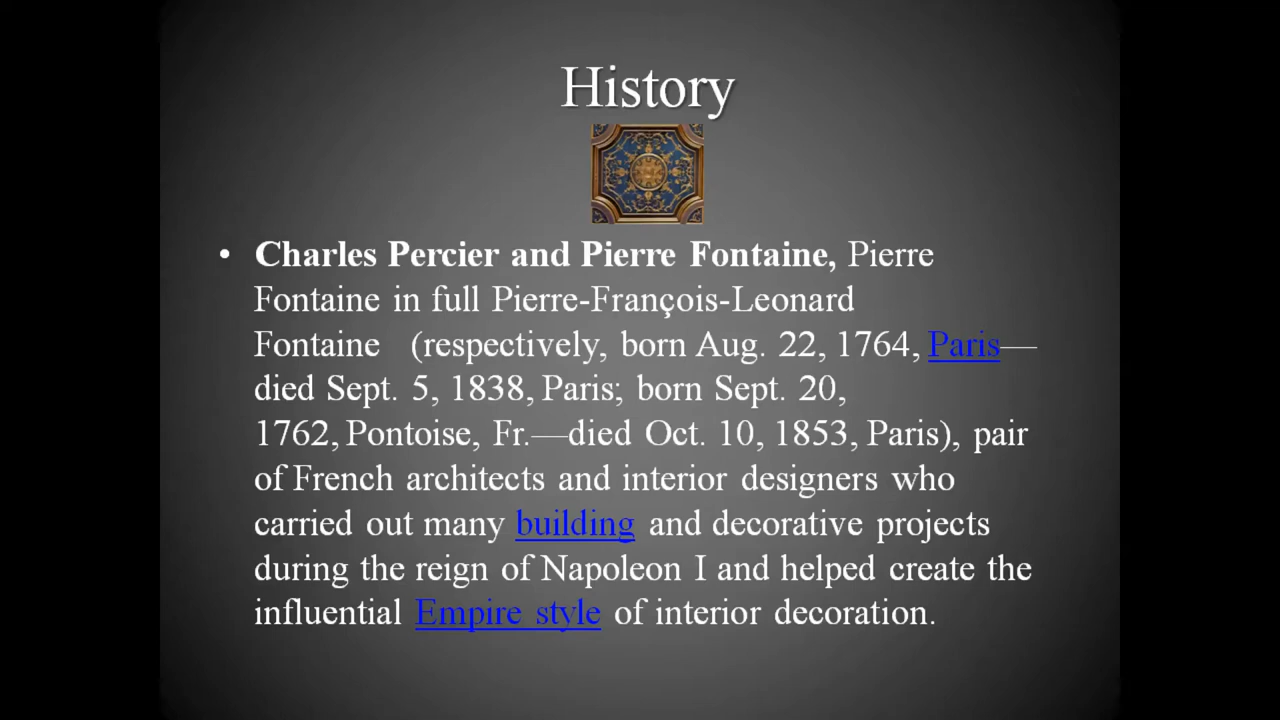 History
• Charles Percier and Pierre Fontaine, Pierre
Fontaine in full Pierre-François-Leonard
Fontaine (respectively, born Aug. 22, 1764, Paris—
died Sept. 5, 1838, Paris; born Sept. 20,
1762, Pontoise, Fr.—died Oct. 10, 1853, Paris), pair
of French architects and interior designers who
carried out many building and decorative projects
during the reign of Napoleon I and helped create the
influential Empire style of interior decoration.